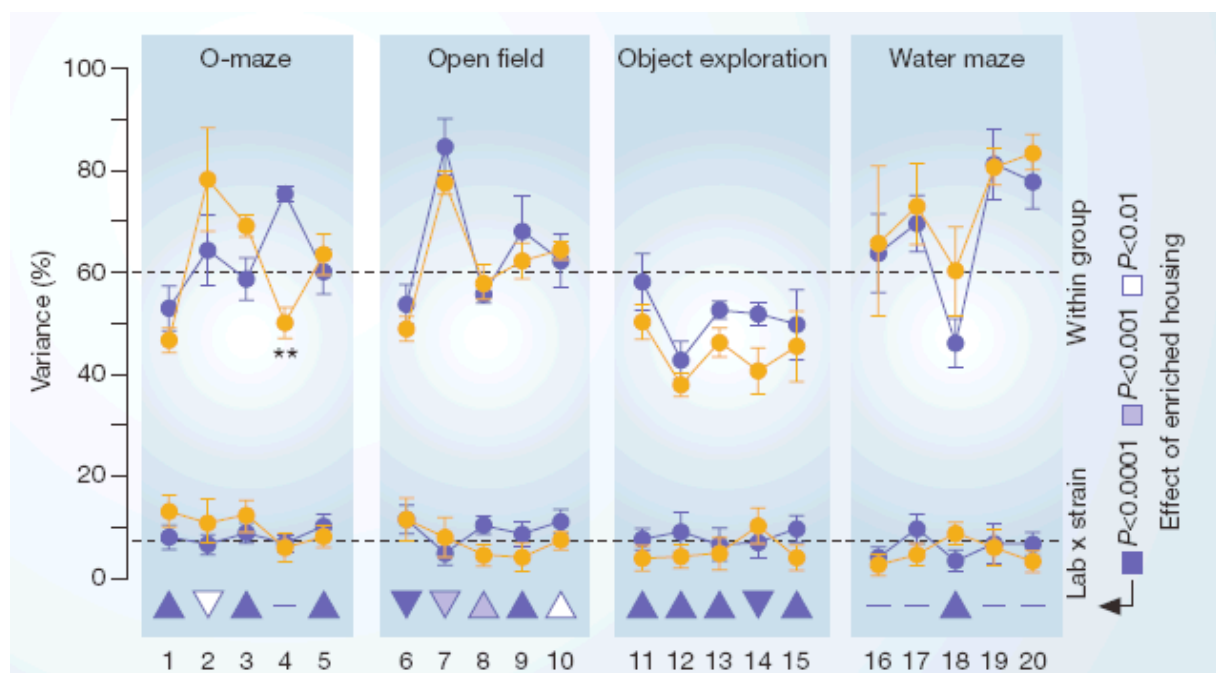 O-maze
Open field
Object exploration
Water maze
100
80
60
40
20
0
Variance (%)
**
Within group
Lab x strain
P<0.0001
P<0.001
P<0.01
Effect of enriched housing
1 2 3 4 5
6 7 8 9 10
11 12 13 14 15
16 17 18 19 20